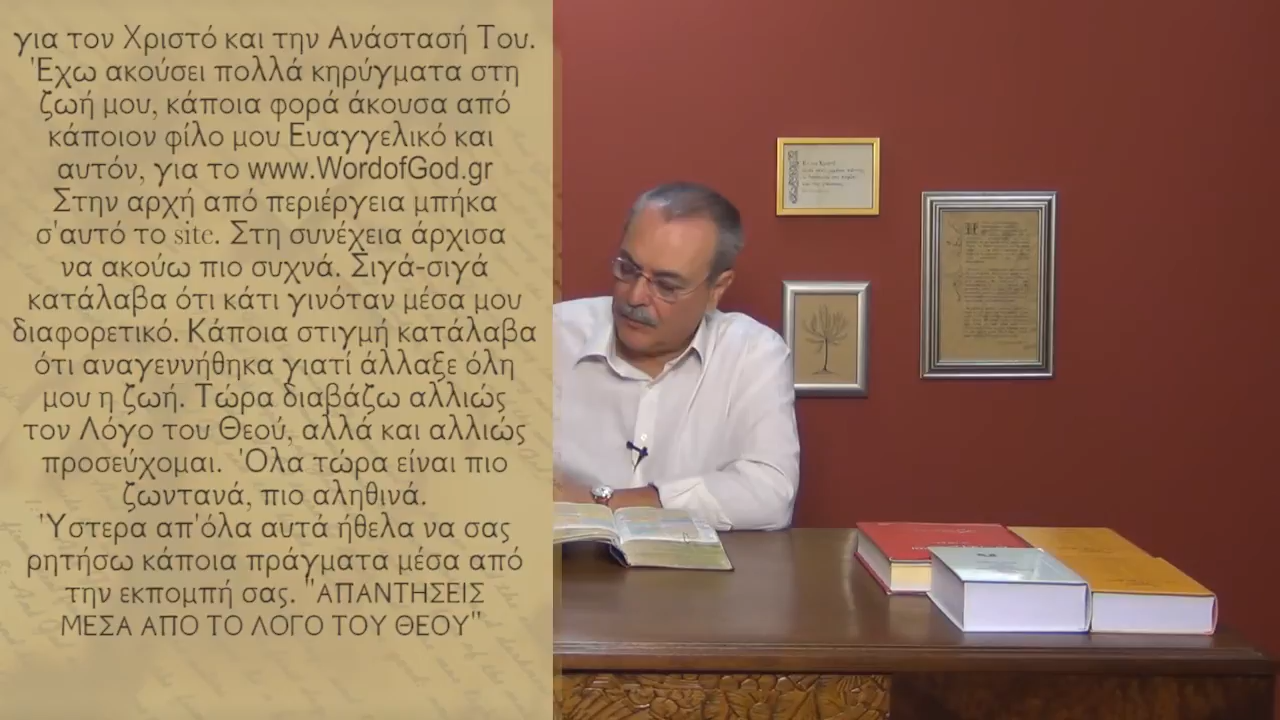 για τον Χριστό και την Ανάστασή Του.
Έχω ακούσει πολλά κηρύγματα στη
ζωή μου, κάποια φορά άκουσα από
κάποιον φίλο μου Ευαγγελικό και
αυτόν, για το www.WordofGod.gr
Στην αρχή από περιέργεια μπήκα
σ'αυτό το site. Στη συνέχεια άρχισα
να ακούω πιο συχνά. Σιγά-σιγά
κατάλαβα ότι κάτι γινόταν μέσα μου
διαφορετικό. Κάποια στιγμή κατάλαβα
ότι αναγεννήθηκα γιατί άλλαξε όλη
μου η ζωή. Τώρα διαβάζω αλλιώς
τον Λόγο του Θεού, αλλά και αλλιώς
προσεύχομαι. Όλα τώρα είναι πιο
ζωντανά, πιο αληθινά.
Ύστερα απ'όλα αυτά ήθελα να σας
ρητήσω κάποια πράγματα μέσα από
την εκπομπή σας. "ΑΠΑΝΤΗΣΕΙΣ
ΜΕΣΑ ΑΠΟ ΤΟ ΛΟΓΟ ΤΟΥ ΘΕΟΥ"